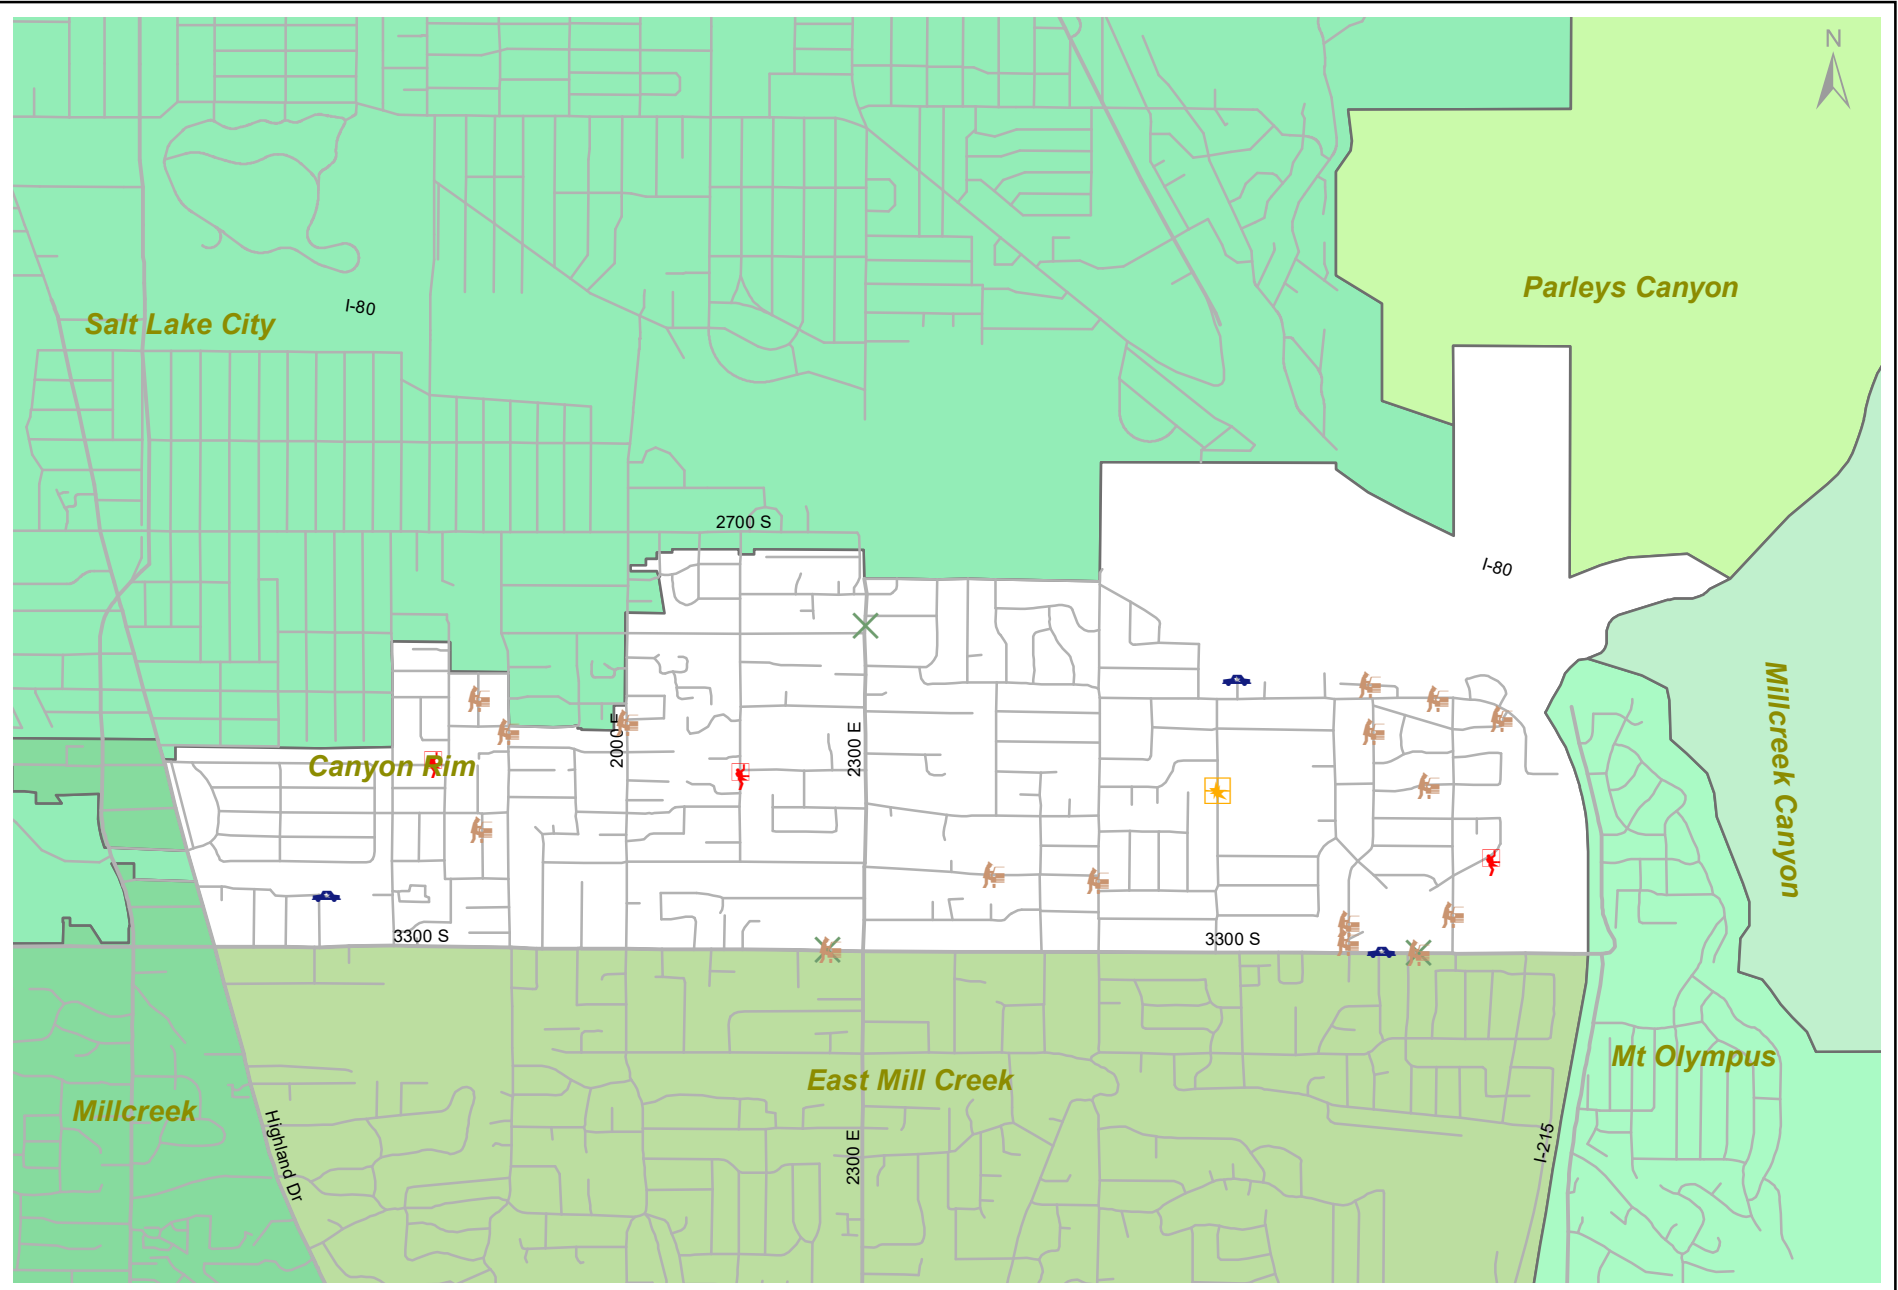 N
Parleys Canyon
I-80
Salt Lake City
2700 S
I-80
Millcreek Canyon
2000 E
2300 E
Canyon Rim
3300 S
3300 S
Mt Olympus
East Mill Creek
Millcreek
Highland Dr
2300 E
I-215